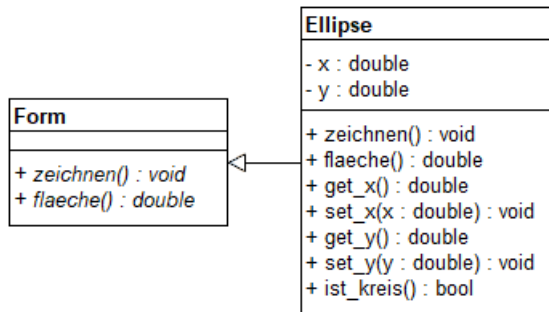 Form
+ zeichnen() : void
+ flaeche() : double
Ellipse
- x : double
- y : double
+ zeichnen() : void
+ flaeche() : double
+ get_x() : double
+ set_x(x : double) : void
+ get_y() : double
+ set_y(y : double) : void
+ ist_kreis() : bool